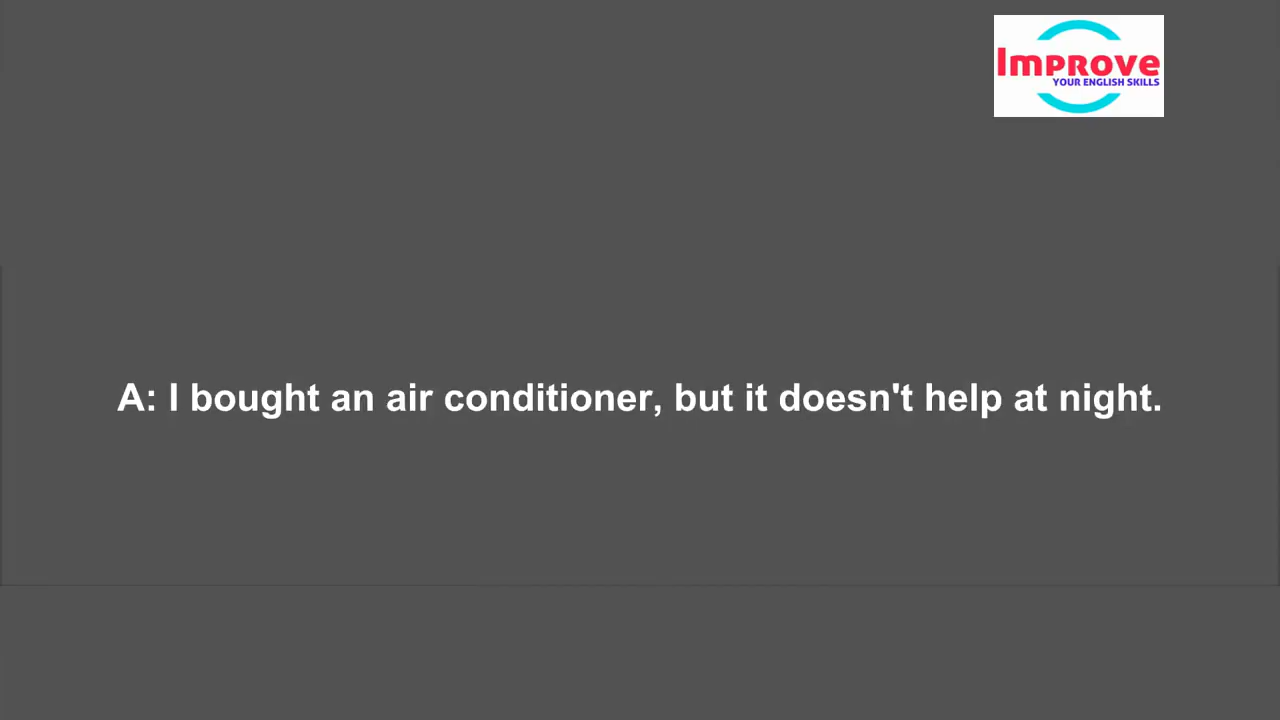 Improve
YOUR ENGLISH SKILLS
A: I bought an air conditioner, but it doesn't help at night.